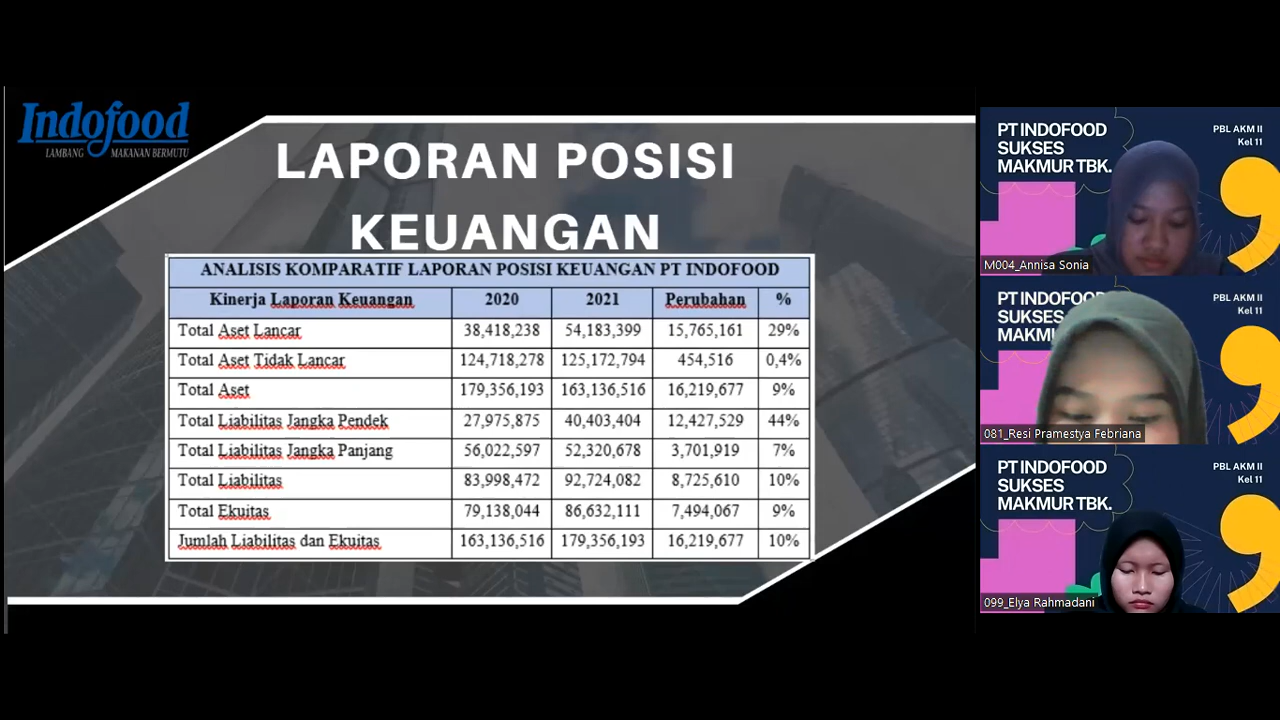 Indofood
LAMBANG MAKANAN BERMUTU
LAPORAN POSISI
KEUANGAN
ANALISIS KOMPARATIF LAPORAN POSISI KEUANGAN PT INDOFOOD
Kinerja Laporan Keuangan 2020 2021 Perubahan %
Total Aset Lancar 38,418,238 54,183,399 15,765,161 29%
Total Aset Tidak Lancar 124,718,278 125,172,794 454,516 0,4%
Total Aset 179,356,193 163,136,516 16,219,677 9%
Total Liabilitas Jangka Pendek 27,975,875 40,403,404 12,427,529 44%
Total Liabilitas Jangka Panjang 56,022,597 52,320,678 3,701,919 7%
Total Liabilitas 83,998,472 92,724,082 8,725,610 10%
Total Ekuitas 79,138,044 86,632,111 7,494,067 9%
Jumlah Liabilitas dan Ekuitas 163,136,516 179,356,193 16,219,677 10%
PT INDOFOOD
SUKSES
MAKMUR TBK.
PBL AKM II
Kel 11
M004_Annisa Sonia
PT INDOFOOD
SUKSES
PBL AKM II
Kel 11
081_Resi Pramestya Febriana
PT INDOFOOD
SUKSES
MAKMUR TBK.
PBL AKM II
Kel 11
099_Elya Rahmadani